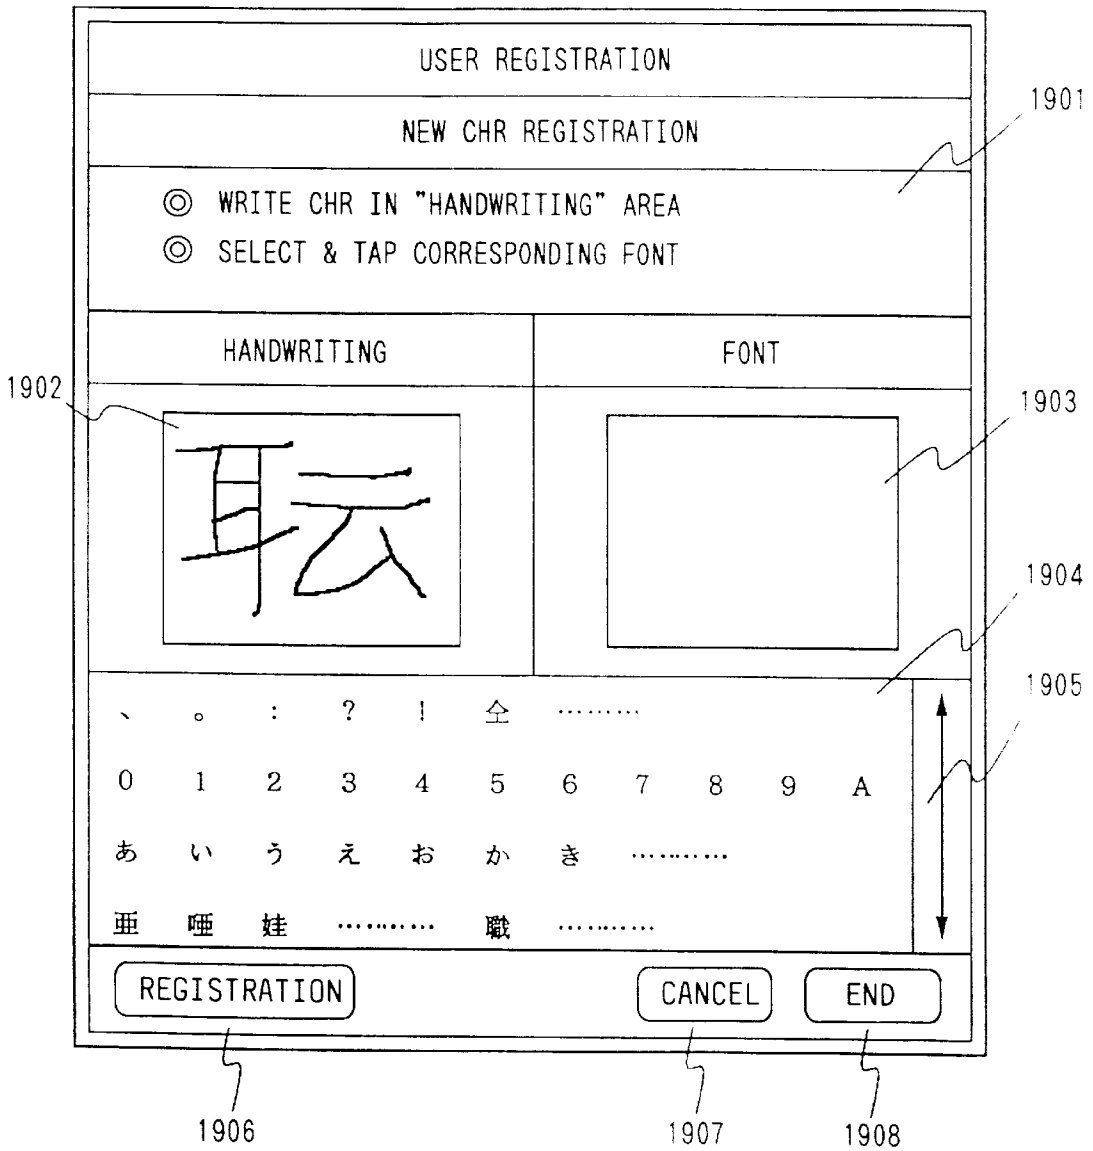 USER REGISTRATION
NEW CHR REGISTRATION
1901
◎ WRITE CHR IN "HANDWRITING" AREA
◎ SELECT & TAP CORRESPONDING FONT
HANDWRITING FONT
1902
1903
耺
1904
1905
、 。 : ? ! 仝 ………
0 1 2 3 4 5 6 7 8 9 A
あ い う え お か き …………
亜 唖 娃 ………… 職 …………
REGISTRATION CANCEL END
1906 1907 1908